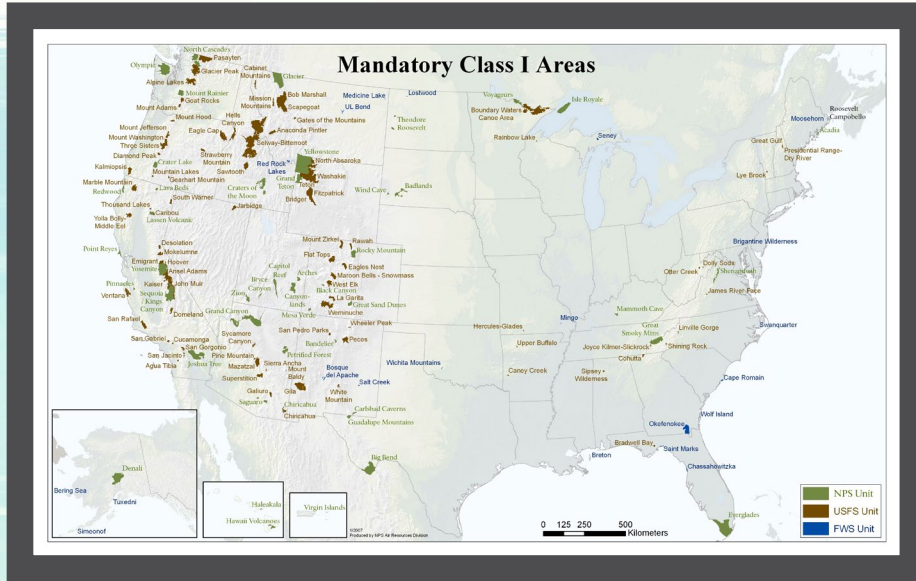 Mandatory Class I Areas
North Cascades
Pasayten
Olympic
Glacier Peak
Alpine Lakes
Cabinet
Mountains
Glacier
Mount Rainier
Goat Rocks
Mission
Mountains
Bob Marshall
Scapegoat
Mount Adams
Mount Hood
Hells
Canyon
Gates of the Mountains
Mount Jefferson
Eagle Cap
Anaconda Pintler
Mount Washington
Three Sisters
Selway-Bitterroot
Diamond Peak
Strawberry
Mountain
Red Rock
Lakes
Yellowstone
North Absaroka
Crater Lake
Kalmiopsis
Mountain Lakes
Gearhart Mountain
Sawtooth
Grand
Teton
Teton
Washakie
Marble Mountain
Redwood
Lava Beds
Craters of
the Moon
Fitzpatrick
Bridger
South Warner
Thousand Lakes
Jarbidge
Caribou
Yolla Bolly-
Middle Eel
Lassen Volcanic
Medicine Lake
UL Bend
Lostwood
Theodore
Roosevelt
Wind Cave
Badlands
Voyageurs
Isle Royale
Boundary Waters
Canoe Area
Rainbow Lake
Seney
Roosevelt
Campobello
Moosehorn
Acadia
Great Gulf
Presidential Range-
Dry River
Lye Brook
Brigantine Wilderness
Point Reyes
Desolation
Mokelumne
Emigrant
Hoover
Yosemite
Ansel Adams
Pinnacles
Kaiser
John Muir
Ventana
Sequoia
Kings
Canyon
San Rafael
Domeland
Mount Zirkel
Rawah
Flat Tops
Rocky Mountain
Eagles Nest
Maroon Bells - Snowmass
West Elk
Black Canyon
La Garita
Great Sand Dunes
Weminuche
Capitol
Reef
Arches
Bryce
Canyon
Zion
Canyon-
lands
Mesa Verde
Grand Canyon
Wheeler Peak
San Pedro Parks
Bandelier
Pecos
San Gabriel
Cucamonga
San Gorgonio
San Jacinto
Joshua Tree
Agua Tibia
Sycamore
Canyon
Pine Mountain
Mazatzal
Superstition
Petrified Forest
Sierra Ancha
Mount
Baldy
Bosque
del Apache
Salt Creek
Galiuro
Gila
White
Mountain
Saguaro
Chiricahua
Chiricahua
Carlsbad Caverns
Guadalupe Mountains
Big Bend
Wichita Mountains
Hercules-Glades
Mingo
Upper Buffalo
Caney Creek
Sipsey
Wilderness
Mammoth Cave
Great
Smoky Mtns
Joyce Kilmer-Slickrock
Cohutta
Linville Gorge
Shining Rock
Otter Creek
Dolly Sods
Shenandoah
James River Face
Swanquarter
Cape Romain
Wolf Island
Okefenokee
Bradwell Bay
Saint Marks
Breton
Chassahowitzka
Everglades
Denali
Bering Sea
Tuxedni
Simeonof
Haleakala
Hawaii Volcanoes
Virgin Islands
Produced by NPS Air Resources Division
0 125 250 500
Kilometers
NPS Unit
USFS Unit
FWS Unit